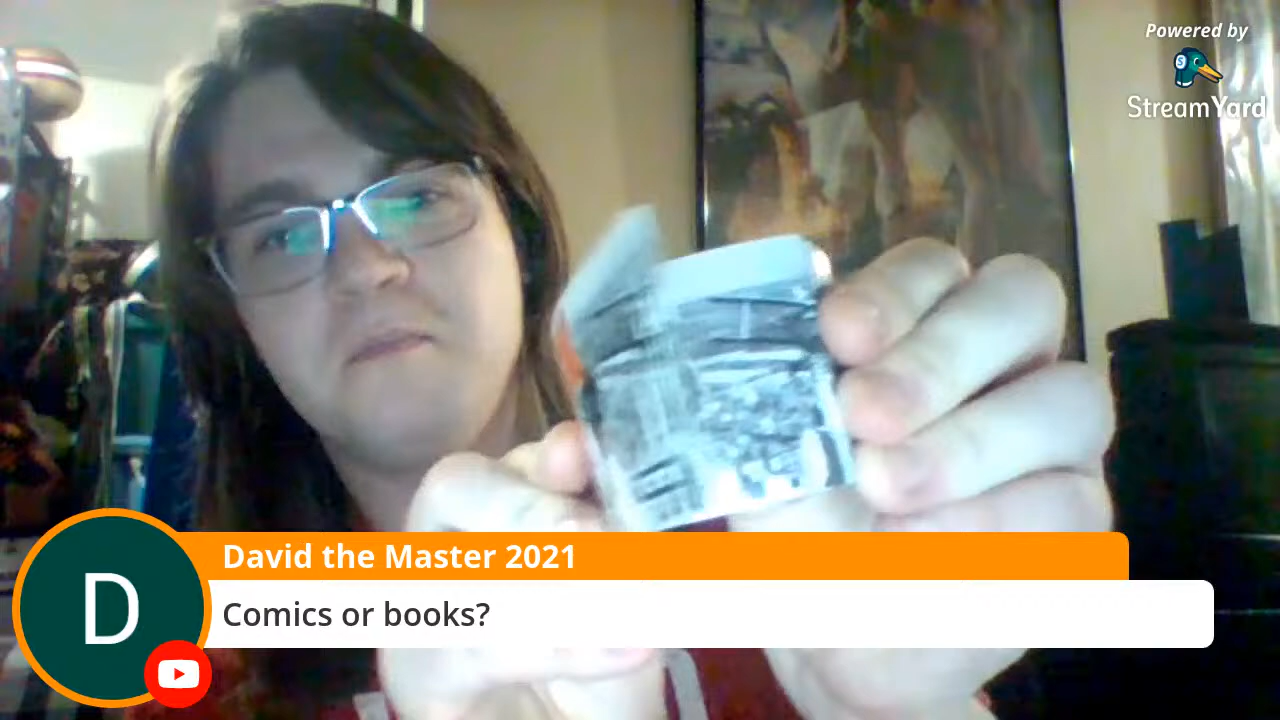 Powered by
StreamYard
David the Master 2021
D
Comics or books?